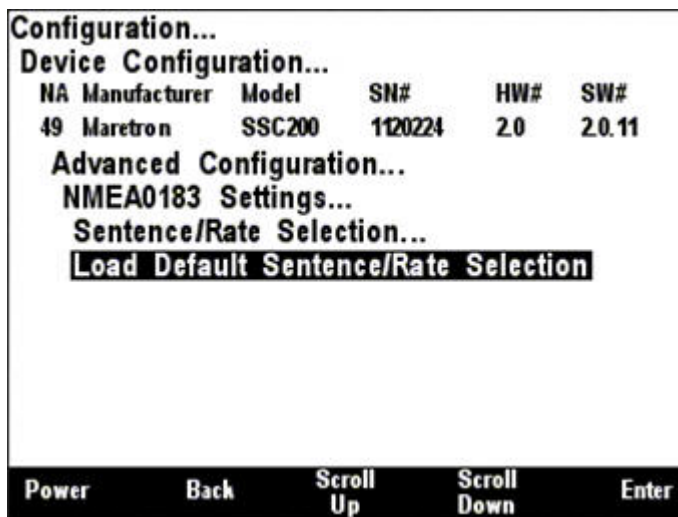 Configuration...
Device Configuration...
NA Manufacturer Model SN# HW# SW#
49 Maretron SSC200 1120224 2.0 2.0.11
Advanced Configuration...
NMEA0183 Settings...
Sentence/Rate Selection...
Load Default Sentence/Rate Selection
Power Back Scroll Up Scroll Down Enter